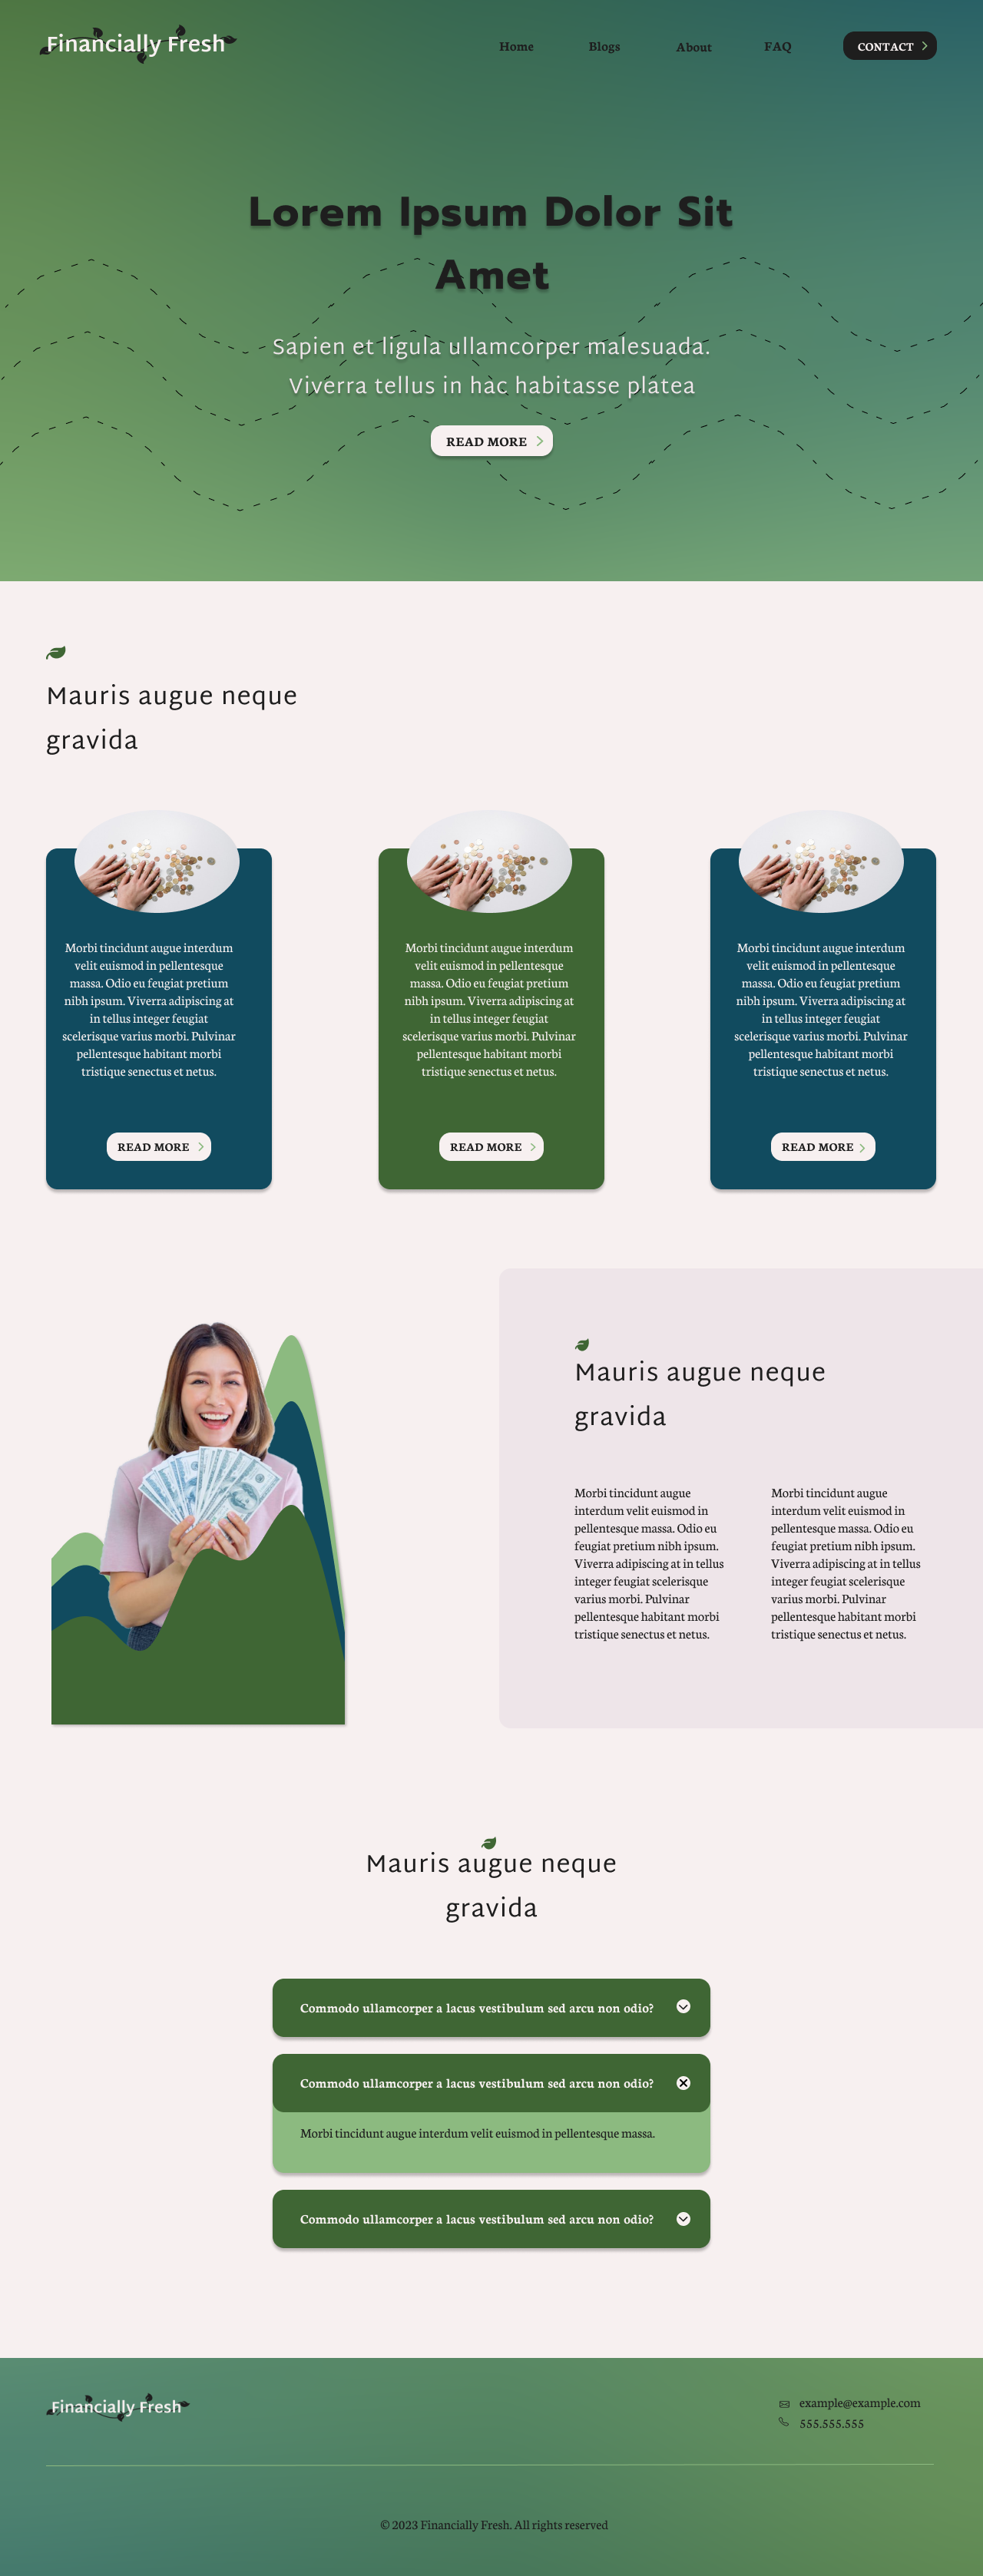 Financially Fresh
Home Blogs About FAQ CONTACT
Lorem Ipsum Dolor Sit
Amet
Sapien et ligula ullamcorper malesuada.
Viverra tellus in hac habitasse platea
READ MORE
Mauris augue neque
gravida
Morbi tincidunt augue interdum
velit euismod in pellentesque
massa. Odio eu feugiat pretium
nibh ipsum. Viverra adipiscing at
in tellus integer feugiat
scelerisque varius morbi. Pulvinar
pellentesque habitant morbi
tristique senectus et netus.
READ MORE
Morbi tincidunt augue interdum
velit euismod in pellentesque
massa. Odio eu feugiat pretium
nibh ipsum. Viverra adipiscing at
in tellus integer feugiat
scelerisque varius morbi. Pulvinar
pellentesque habitant morbi
tristique senectus et netus.
READ MORE
Morbi tincidunt augue interdum
velit euismod in pellentesque
massa. Odio eu feugiat pretium
nibh ipsum. Viverra adipiscing at
in tellus integer feugiat
scelerisque varius morbi. Pulvinar
pellentesque habitant morbi
tristique senectus et netus.
READ MORE
Mauris augue neque
gravida
Morbi tincidunt augue
interdum velit euismod in
pellentesque massa. Odio eu
feugiat pretium nibh ipsum.
Viverra adipiscing at in tellus
integer feugiat scelerisque
varius morbi. Pulvinar
pellentesque habitant morbi
tristique senectus et netus.
Morbi tincidunt augue
interdum velit euismod in
pellentesque massa. Odio eu
feugiat pretium nibh ipsum.
Viverra adipiscing at in tellus
integer feugiat scelerisque
varius morbi. Pulvinar
pellentesque habitant morbi
tristique senectus et netus.
Mauris augue neque
gravida
Commodo ullamcorper a lacus vestibulum sed arcu non odio?
Commodo ullamcorper a lacus vestibulum sed arcu non odio?
Morbi tincidunt augue interdum velit euismod in pellentesque massa.
Commodo ullamcorper a lacus vestibulum sed arcu non odio?
Financially Fresh
example@example.com
555.555.555
© 2023 Financially Fresh. All rights reserved